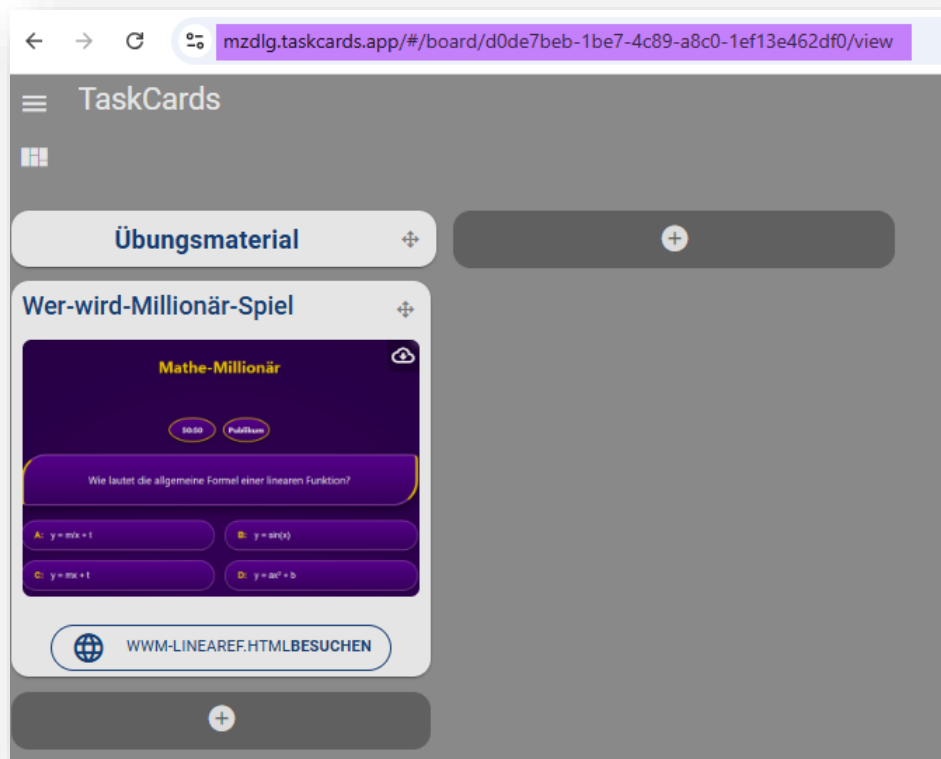 mzdlg.taskcards.app/#/board/d0de7beb-1be7-4c89-a8c0-1ef13e462df0/view
TaskCards
Übungsmaterial
Wer-wird-Millionär-Spiel
Mathe-Millionär
50:50 Publikum
Wie lautet die allgemeine Formel einer linearen Funktion?
A: y = m/x + t B: y = sin(x)
C: y = mx + t D: y = ax² + b
WWM-LINEAREF.HTMLBESUCHEN